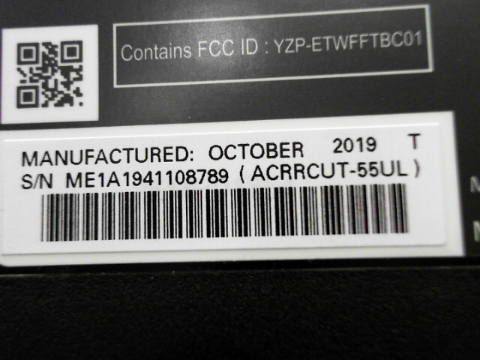 Contains FCC ID : YZP-ETWFFTBC01
MANUFACTURED: OCTOBER 2019 T
S/N ME1A1941108789 ( ACRRCUT-55UL )